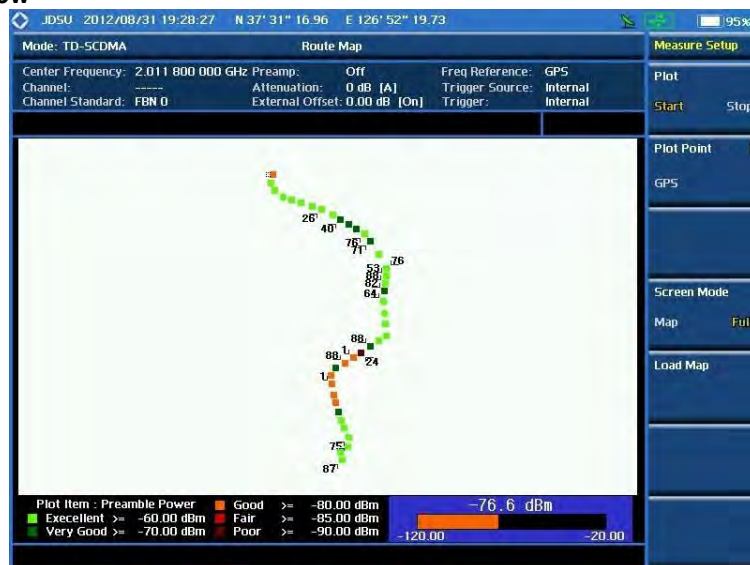 JDSU 2012/08/31 19:28:27 N 37° 31" 16.96 E 126° 52" 19.73 95%
Mode: TD-SCDMA Route Map Measure Setup
Center Frequency: 2.011 800 000 GHz Preamp: Off Freq Reference: GPS
Channel: ----- Attenuation: 0 dB [A] Trigger Source: Internal
Channel Standard: FBN 0 External Offset: 0.00 dB [On] Trigger: Internal
Plot
Start Stop
Plot Point
GPS
Screen Mode
Map Full
Load Map
26
40
76
71
76
53
88
82
64
88
1
88
24
1
75
87
Plot Item : Preamble Power Good >= -80.00 dBm
Execellent >= -60.00 dBm Fair >= -85.00 dBm
Very Good >= -70.00 dBm Poor >= -90.00 dBm
-76.6 dBm
-120.00 -20.00